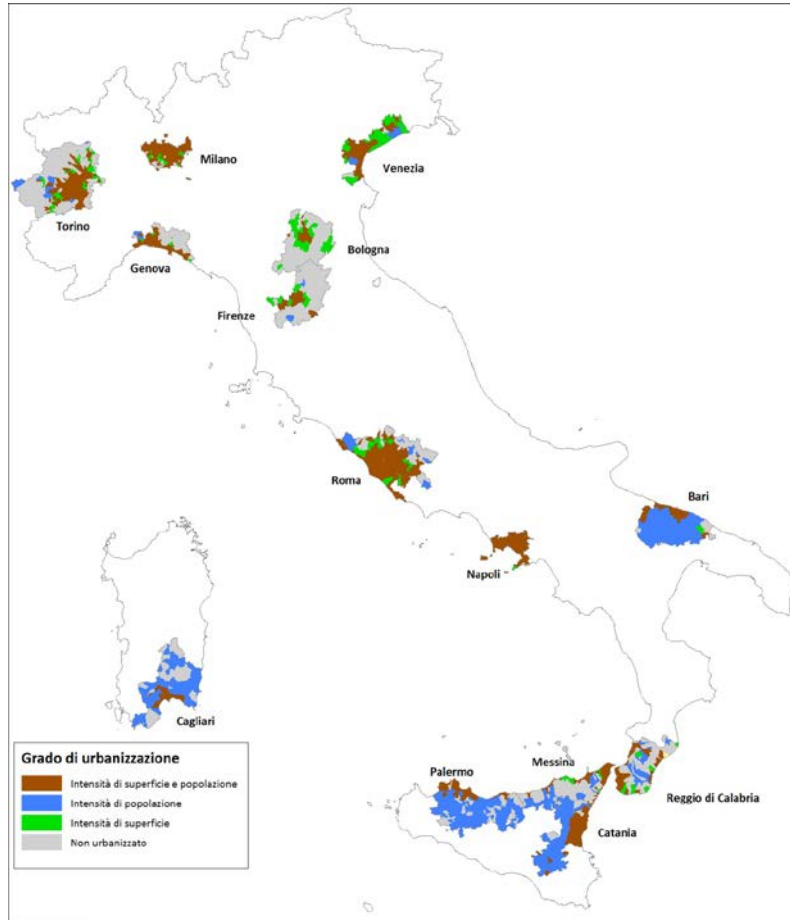 Milano
Venezia
Torino
Bologna
Genova
Firenze
Roma
Bari
Napoli
Cagliari
Messina
Palermo
Reggio di Calabria
Catania
Grado di urbanizzazione
Intensità di superficie e popolazione
Intensità di popolazione
Intensità di superficie
Non urbanizzato